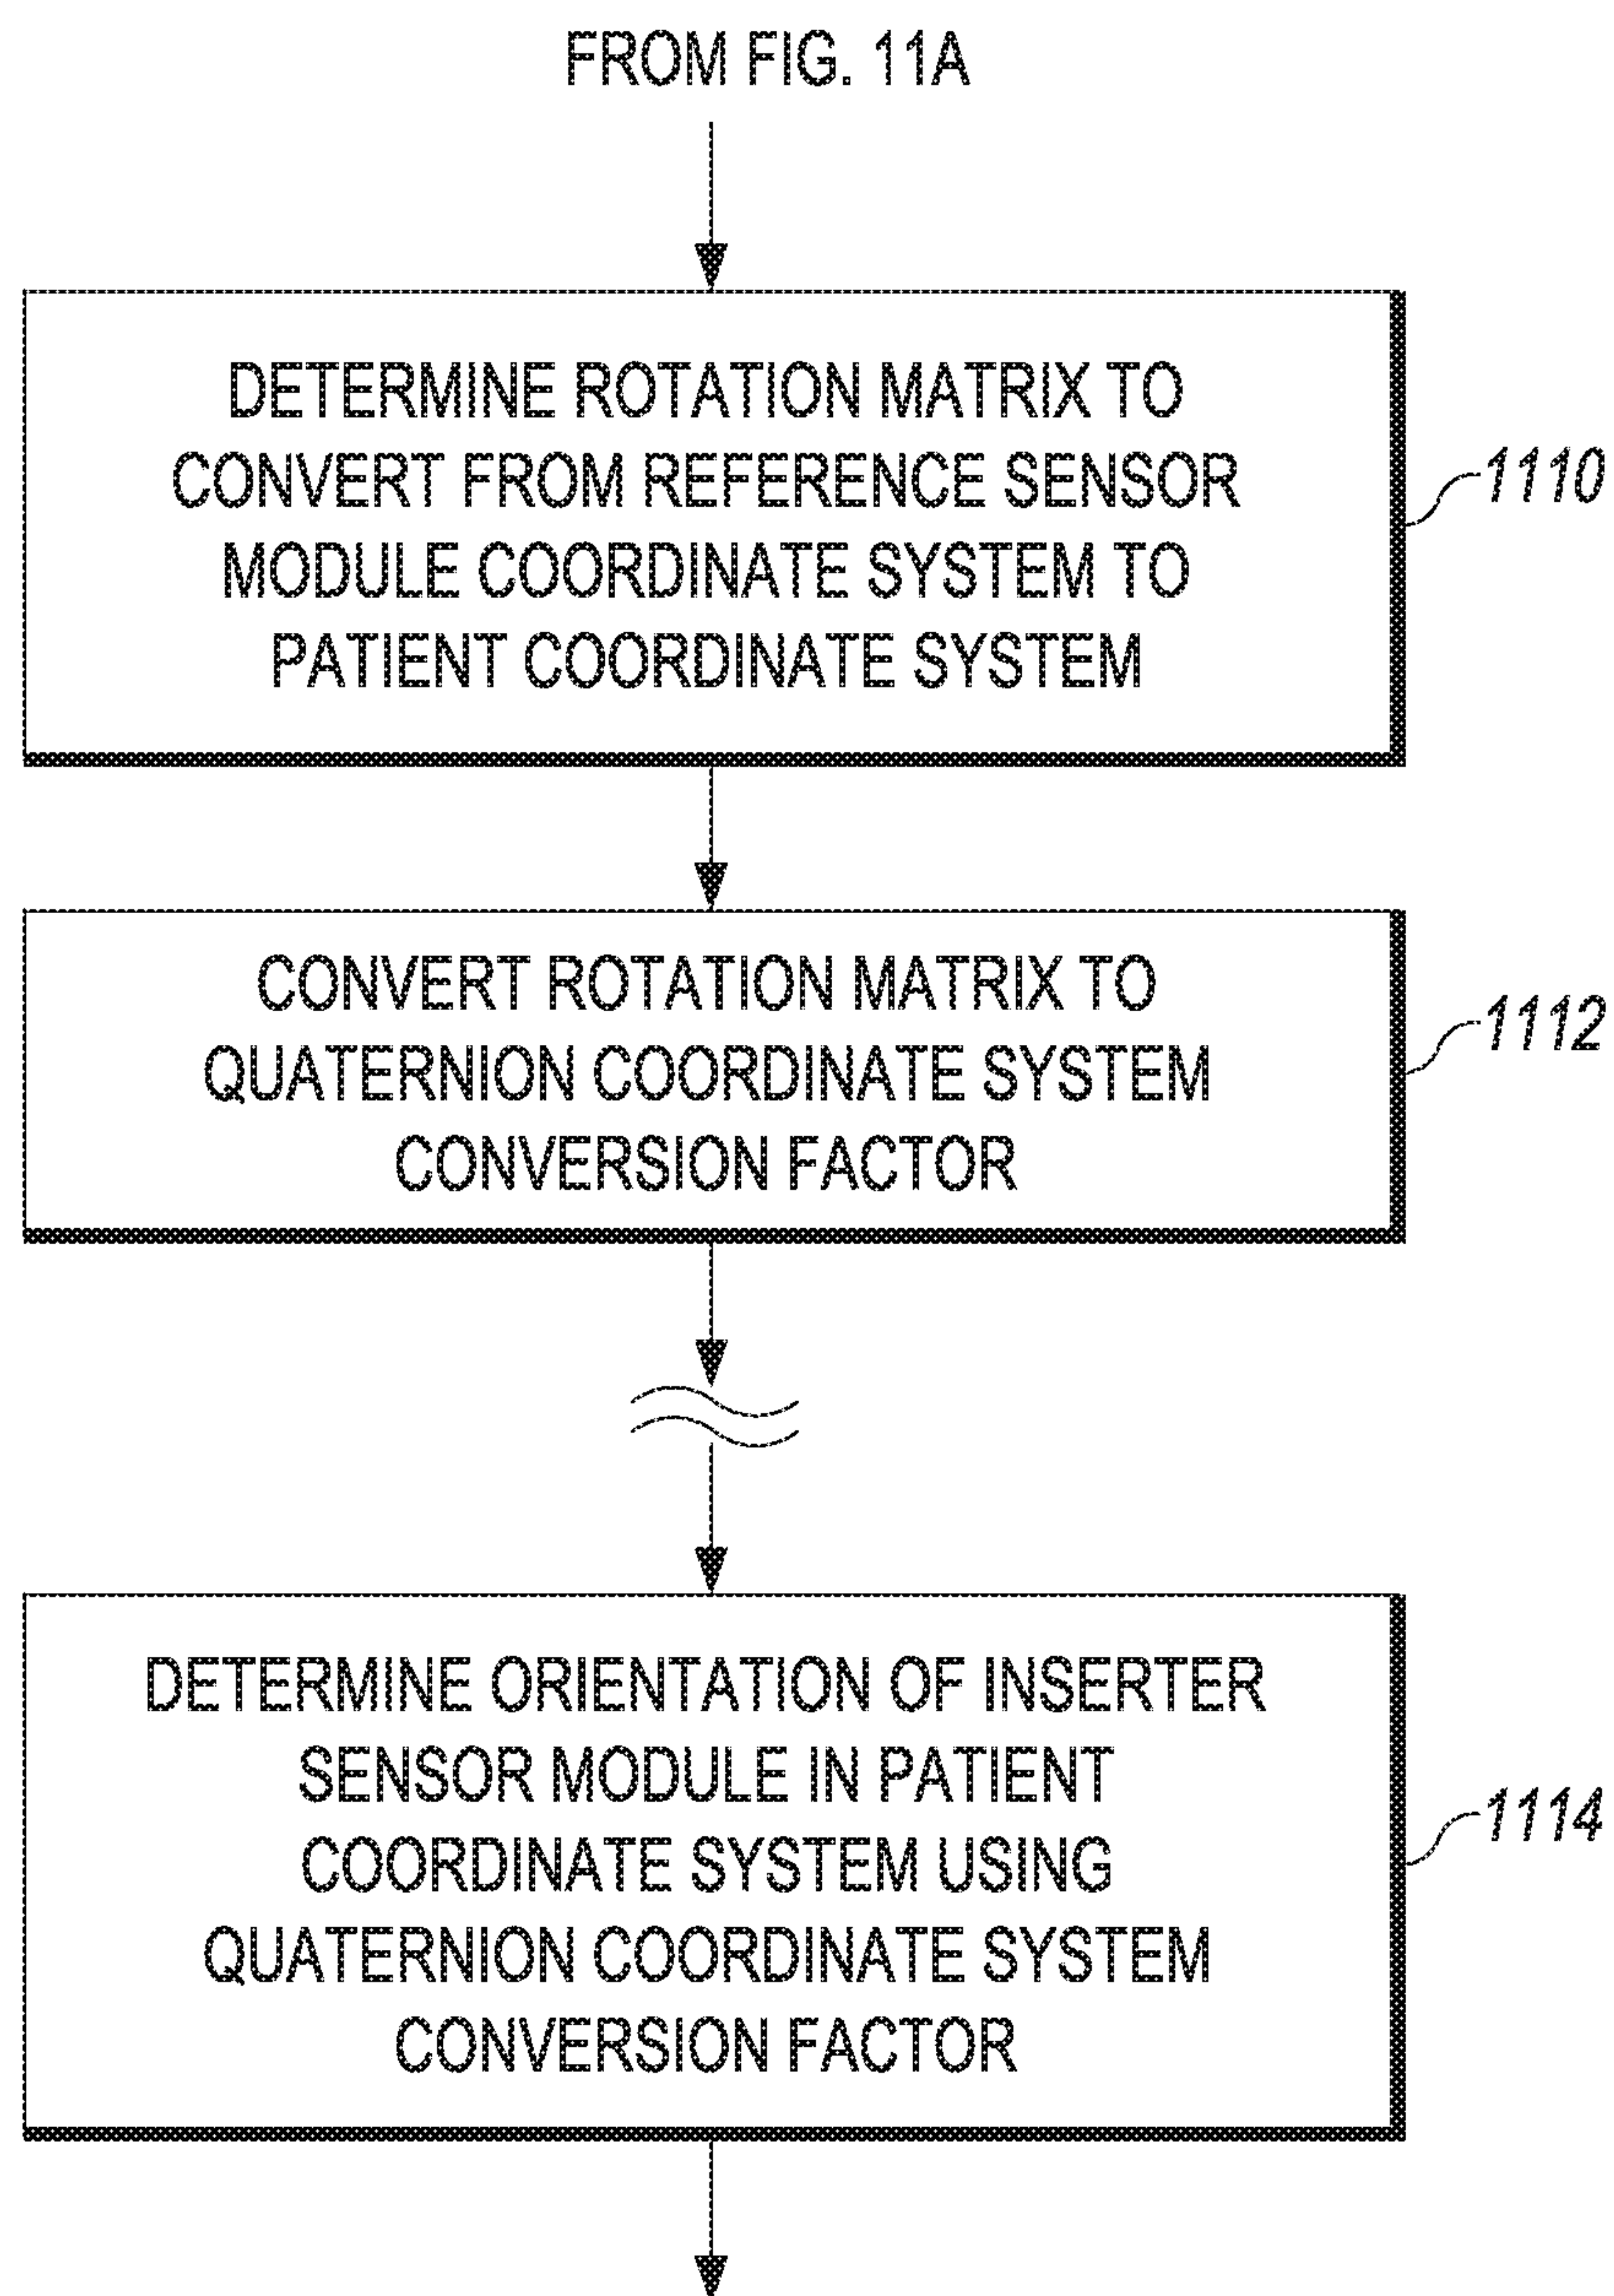 FROM FIG. 11A
DETERMINE ROTATION MATRIX TO
CONVERT FROM REFERENCE SENSOR
MODULE COORDINATE SYSTEM TO
PATIENT COORDINATE SYSTEM
1110
CONVERT ROTATION MATRIX TO
QUATERNION COORDINATE SYSTEM
CONVERSION FACTOR
1112
DETERMINE ORIENTATION OF INSERTER
SENSOR MODULE IN PATIENT
COORDINATE SYSTEM USING
QUATERNION COORDINATE SYSTEM
CONVERSION FACTOR
1114